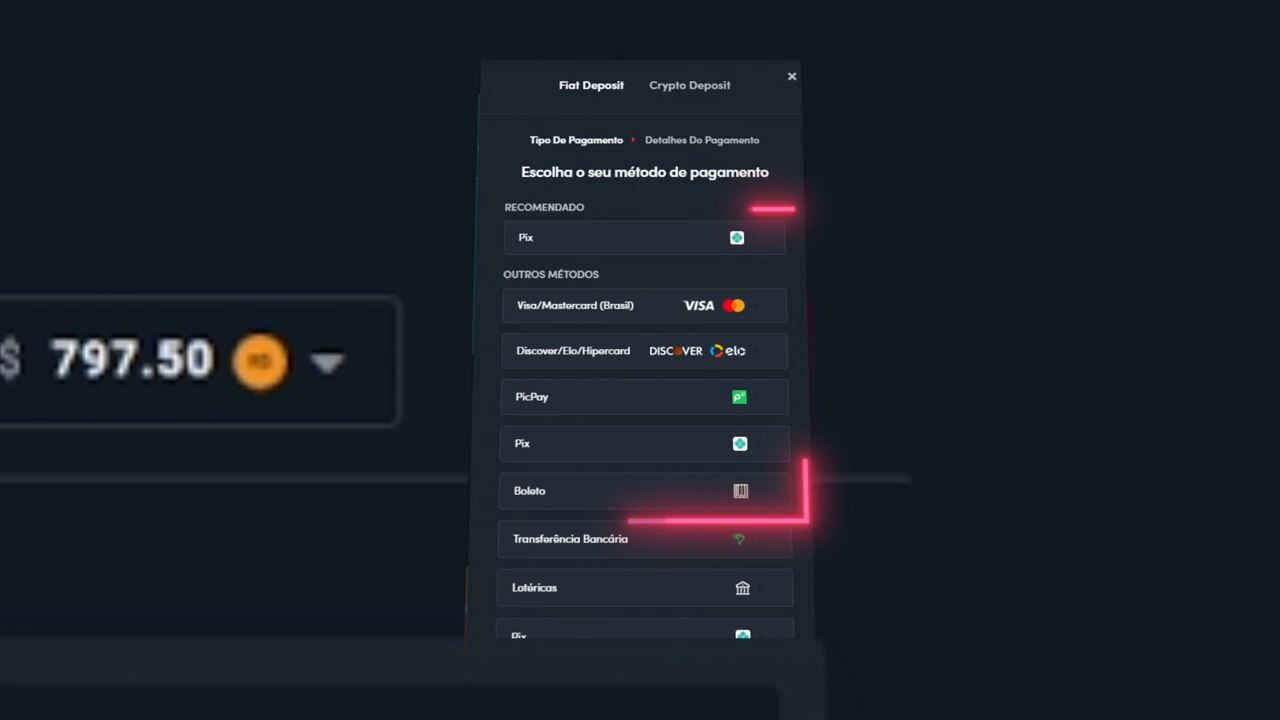 Fiat Deposit Crypto Deposit ×
Tipo De Pagamento Detalhes Do Pagamento
Escolha o seu método de pagamento
RECOMENDADO
Pix
OUTROS MÉTODOS
Visa/Mastercard (Brasil) VISA
$ 797.50
Discover/Elo/Hipercard DISCOVER elo
PicPay
Pix
Boleto
Transferência Bancária
Lotéricas
Pix